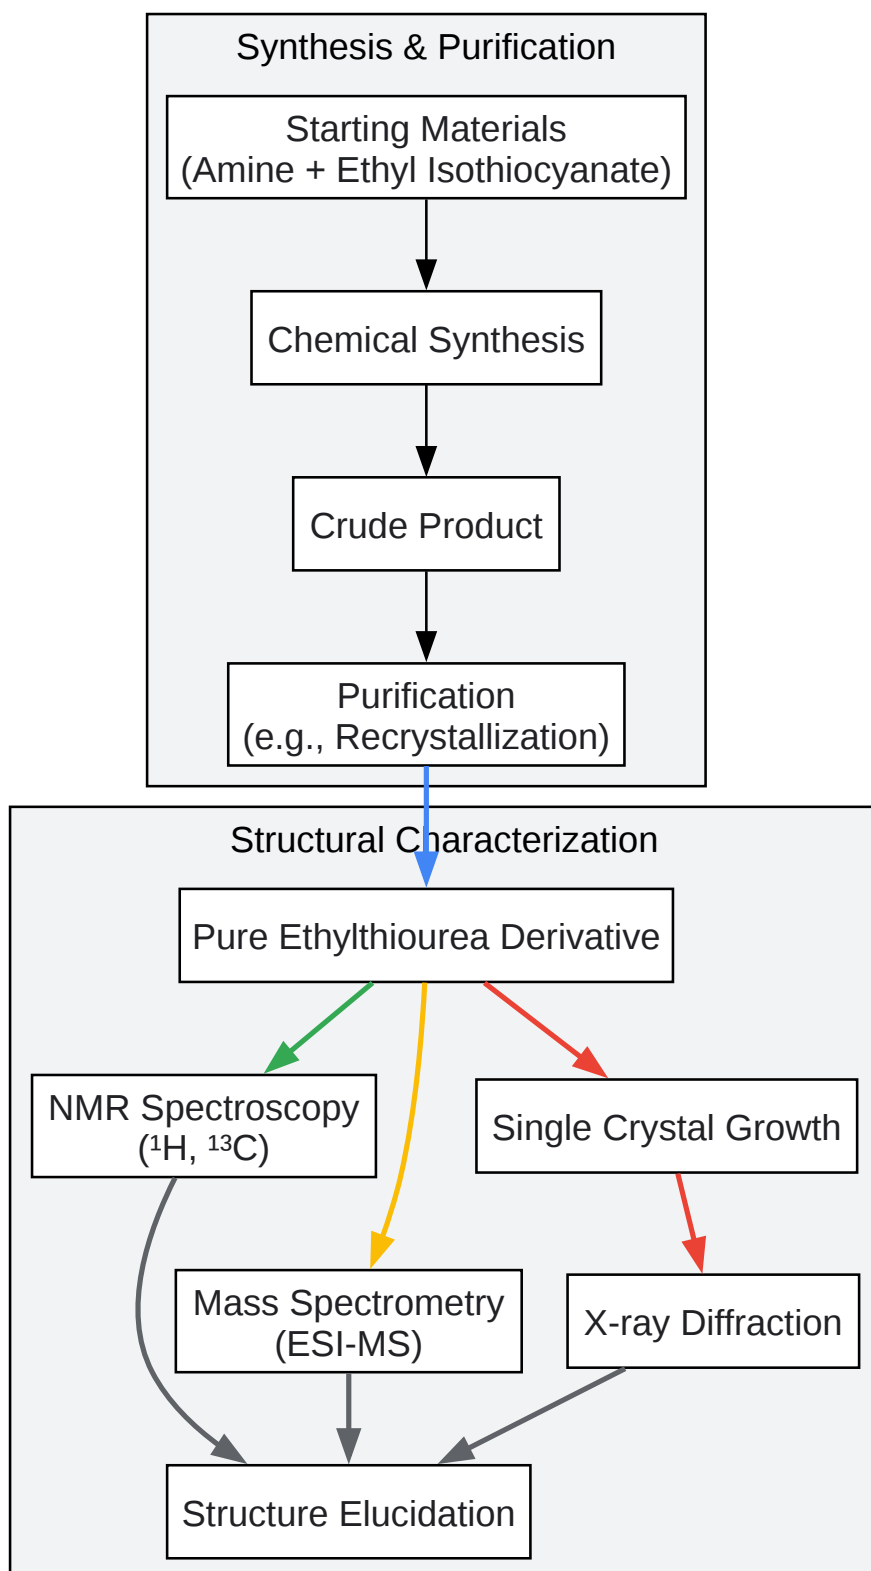 Synthesis & Purification
Starting Materials
(Amine + Ethyl Isothiocyanate)
Chemical Synthesis
Crude Product
Purification
(e.g., Recrystallization)
Structural Characterization
Pure Ethylthiourea Derivative
NMR Spectroscopy
(¹H, ¹³C)
Single Crystal Growth
Mass Spectrometry
(ESI-MS)
X-ray Diffraction
Structure Elucidation